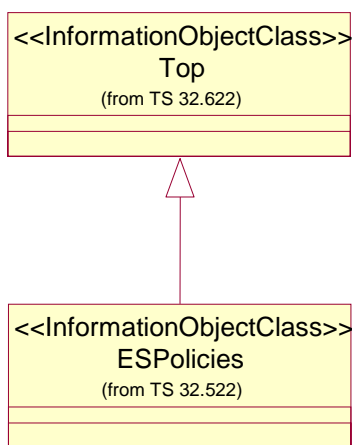 <<InformationObjectClass>>
Top
(from TS 32.622)
<<InformationObjectClass>>
ESPolicies
(from TS 32.522)